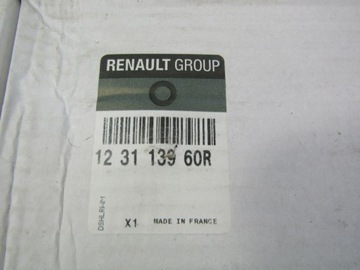 RENAULT GROUP
12 31 139 60R
X1 MADE IN FRANCE